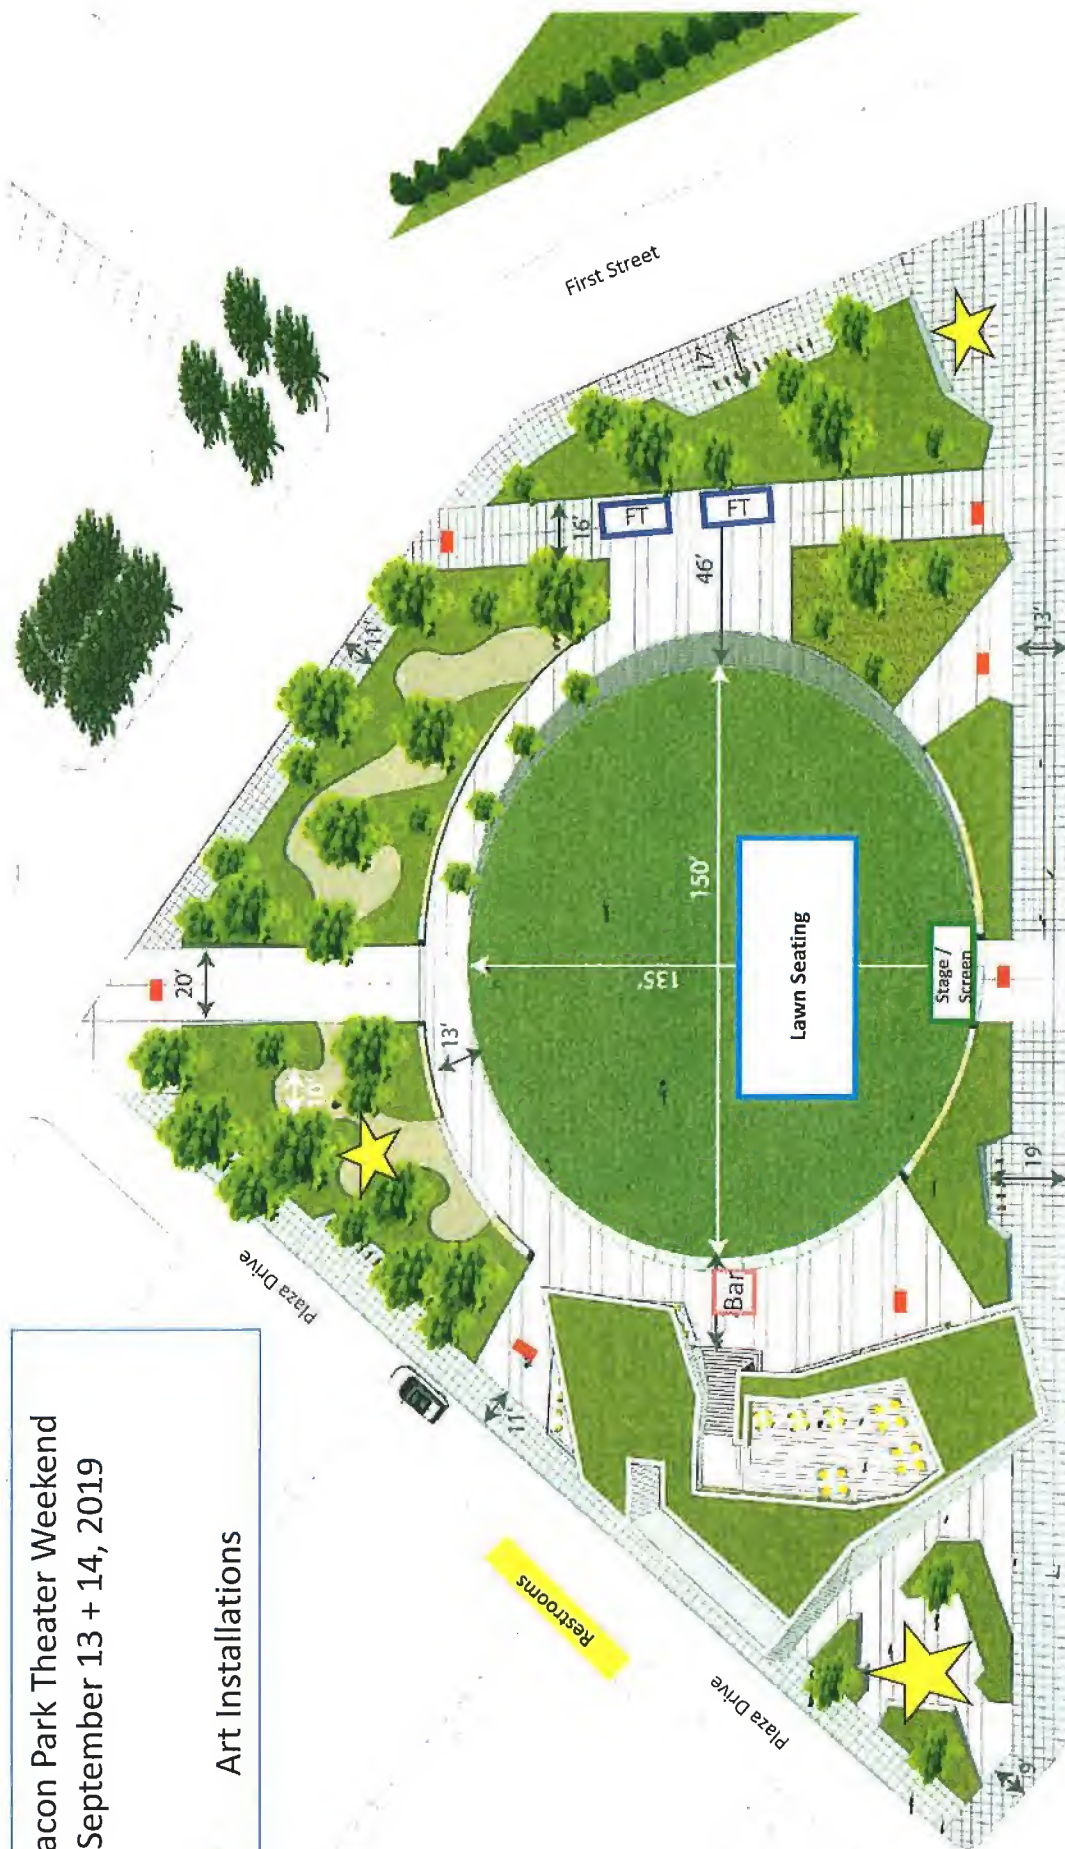 acon Park Theater Weekend
September 13 + 14, 2019
Art Installations
Plaza Drive
Restrooms
Plaza Drive
First Street
20'
11'
16'
17'
FT
FT
46'
13'
13'
150'
135'
Lawn Seating
Stage /
Screen
Bar
11'
19'
9'